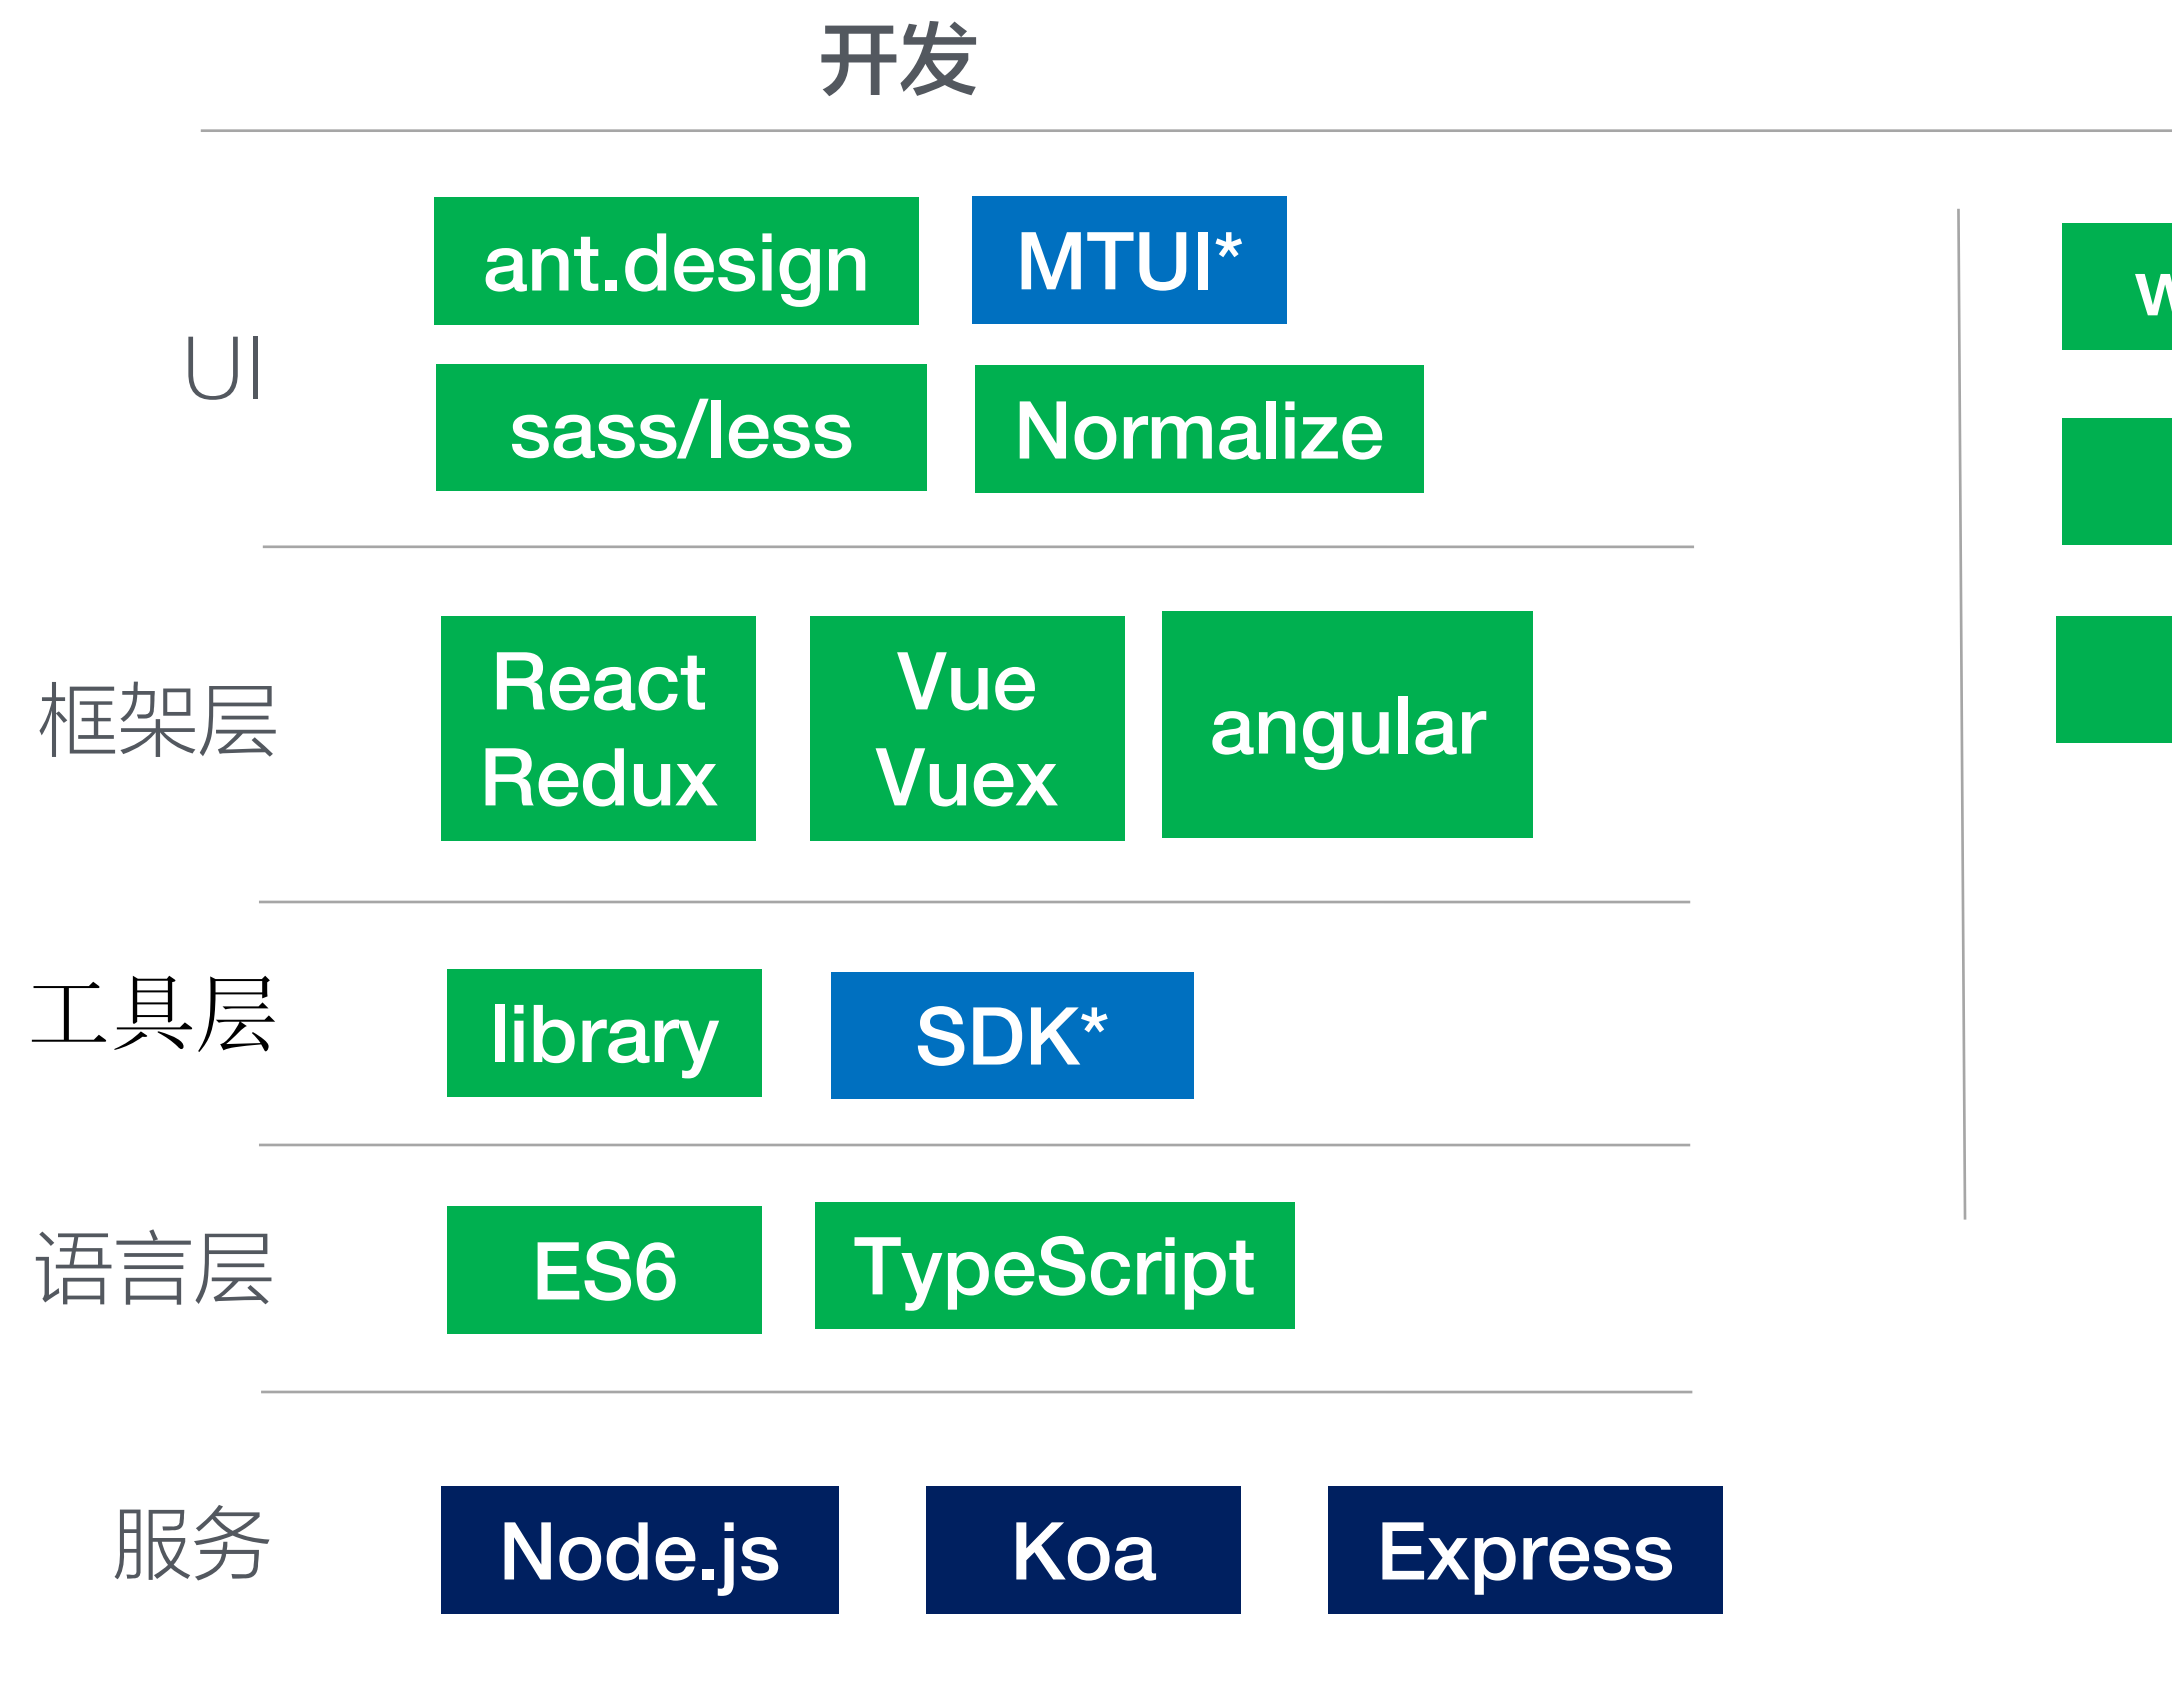 开发
UI
ant.design
MTUI*
sass/less
Normalize
框架层
React
Redux
Vue
Vuex
angular
工具层
library
SDK*
语言层
ES6
TypeScript
服务
Node.js
Koa
Express